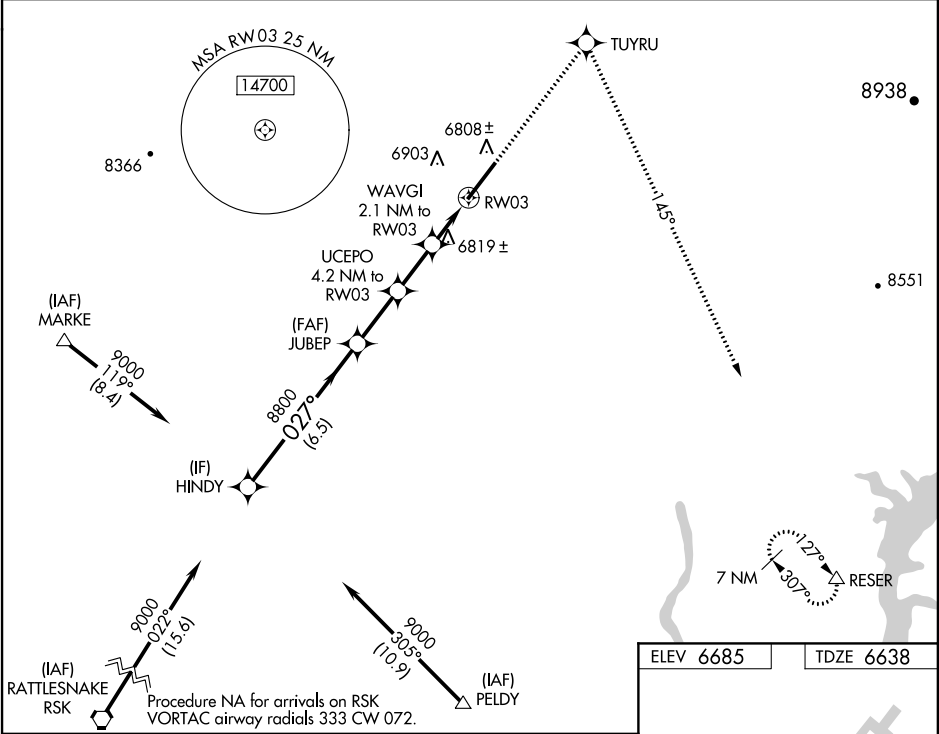 MSA RW03 25 NM
14700
TUYRU
8938
8366
6903
6808 ±
WAVGI
2.1 NM to
RW03
RW03
6819 ±
145°
UCEPO
4.2 NM to
RW03
8551
(IAF)
MARKE
(FAF)
JUBEP
9000
119°
(8.4)
8800
027°
(6.5)
(IF)
HINDY
7 NM
127°
307°
RESER
9000
022°
(15.6)
9000
305°
(10.9)
(IAF)
RATTLESNAKE
RSK
(IAF)
PELDY
Procedure NA for arrivals on RSK
VORTAC airway radials 333 CW 072.
ELEV 6685
TDZE 6638